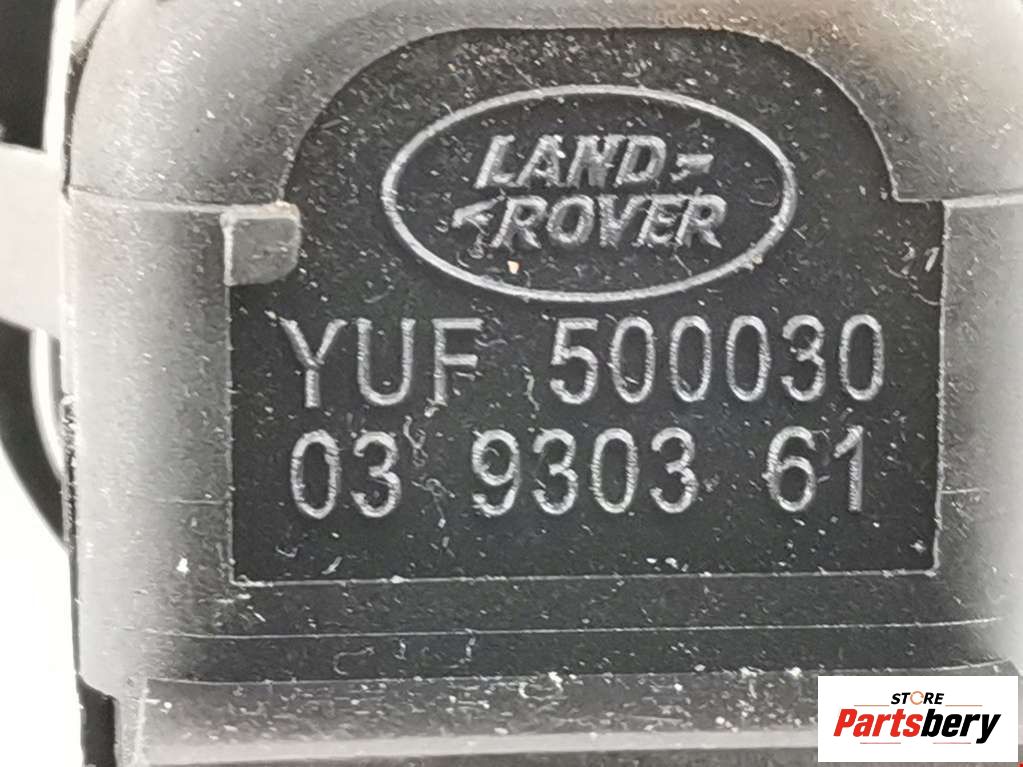 LAND
ROVER
YUF 500030
03 9303 61
STORE
Partsbery